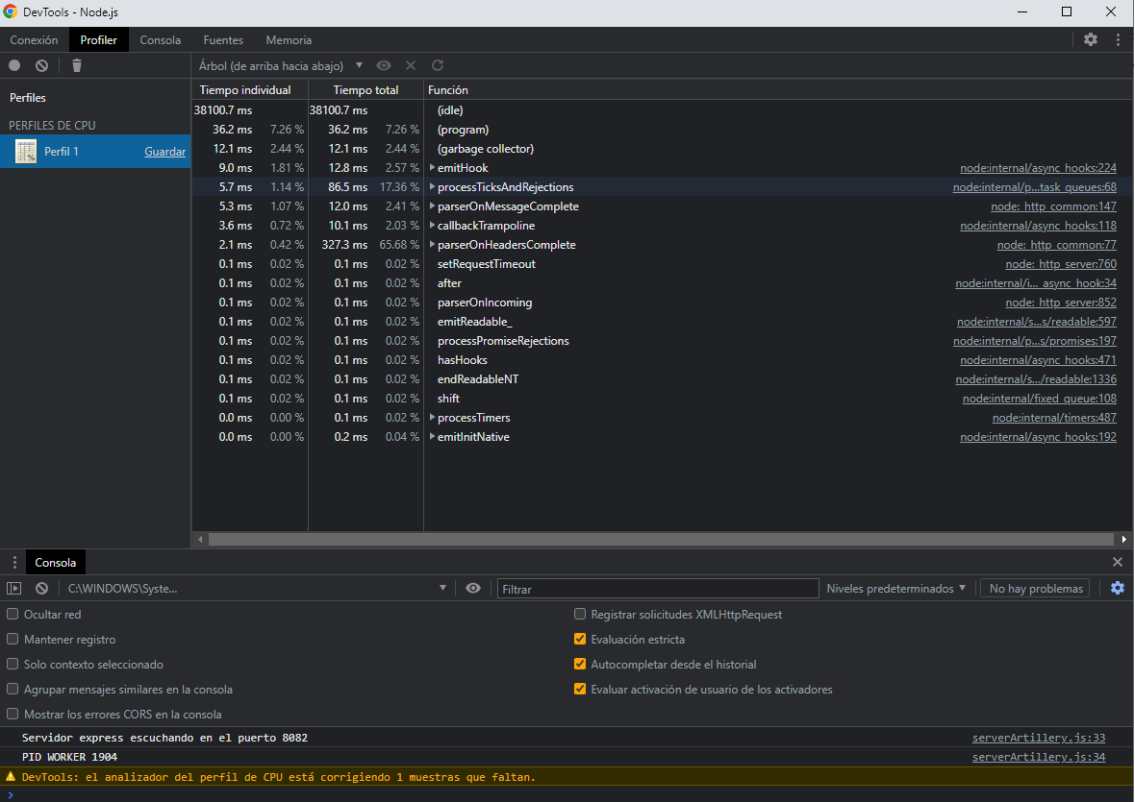 DevTools - Node.js
Conexión Profiler Consola Fuentes Memoria
Árbol (de arriba hacia abajo)
Perfiles
PERFILES DE CPU
Perfil 1 Guardar
Tiempo individual Tiempo total Función
38100.7 ms 38100.7 ms (idle)
36.2 ms 7.26 % 36.2 ms 7.26 % (program)
12.1 ms 2.44 % 12.1 ms 2.44 % (garbage collector)
9.0 ms 1.81 % 12.8 ms 2.57 % emitHook node:internal/async_hooks:224
5.7 ms 1.14 % 86.5 ms 17.36 % processTicksAndRejections node:internal/p...task_queues:68
5.3 ms 1.07 % 12.0 ms 2.41 % parserOnMessageComplete node:_http_common:147
3.6 ms 0.72 % 10.1 ms 2.03 % callbackTrampoline node:internal/async_hooks:118
2.1 ms 0.42 % 327.3 ms 65.68 % parserOnHeadersComplete node:_http_common:77
0.1 ms 0.02 % 0.1 ms 0.02 % setRequestTimeout node:_http_server:760
0.1 ms 0.02 % 0.1 ms 0.02 % after node:internal/i..._async_hook:34
0.1 ms 0.02 % 0.1 ms 0.02 % parserOnIncoming node:_http_server:852
0.1 ms 0.02 % 0.1 ms 0.02 % emitReadable_ node:internal/s...s/readable:597
0.1 ms 0.02 % 0.1 ms 0.02 % processPromiseRejections node:internal/p...s/promises:197
0.1 ms 0.02 % 0.1 ms 0.02 % hasHooks node:internal/async_hooks:471
0.1 ms 0.02 % 0.1 ms 0.02 % endReadableNT node:internal/s.../readable:1336
0.1 ms 0.02 % 0.1 ms 0.02 % shift node:internal/fixed_queue:108
0.0 ms 0.00 % 0.1 ms 0.02 % processTimers node:internal/timers:487
0.0 ms 0.00 % 0.2 ms 0.04 % emitInitNative node:internal/async_hooks:192
Consola
C:\WINDOWS\Syste... Filtrar Niveles predeterminados No hay problemas
Ocultar red Registrar solicitudes XMLHttpRequest
Mantener registro Evaluación estricta
Solo contexto seleccionado Autocompletar desde el historial
Agrupar mensajes similares en la consola Evaluar activación de usuario de los activadores
Mostrar los errores CORS en la consola
Servidor express escuchando en el puerto 8082 serverArtillery.js:33
PID WORKER 1904 serverArtillery.js:34
DevTools: el analizador del perfil de CPU está corrigiendo 1 muestras que faltan.